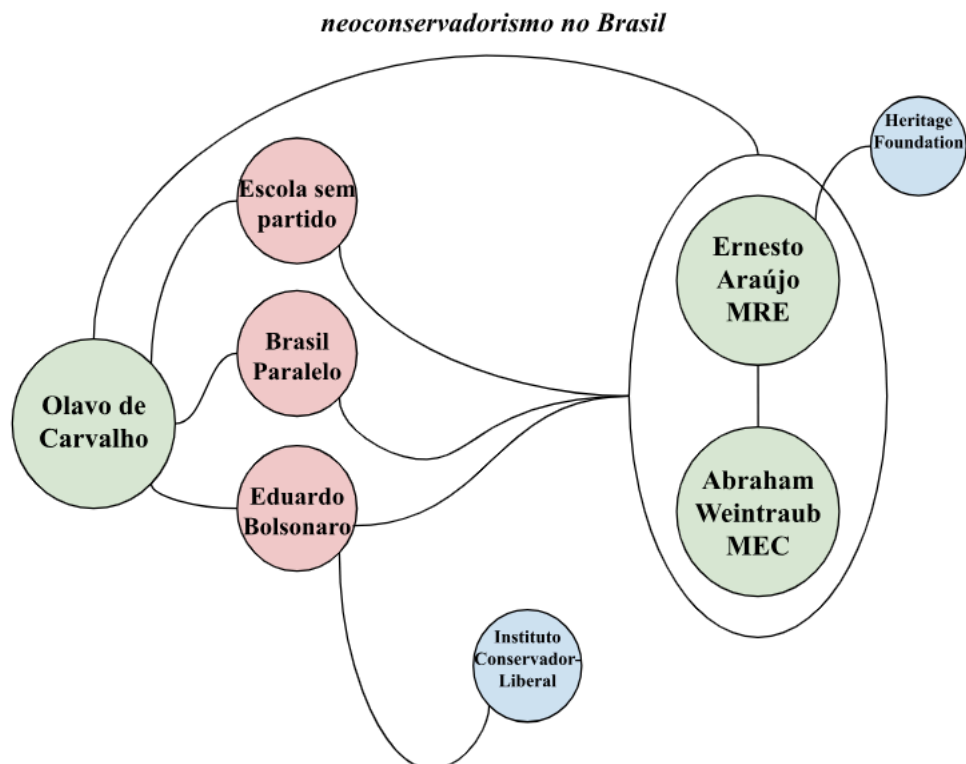 neoconservadorismo no Brasil
Heritage
Foundation
Escola sem
partido
Ernesto
Araújo
MRE
Brasil
Paralelo
Olavo de
Carvalho
Eduardo
Bolsonaro
Abraham
Weintraub
MEC
Instituto
Conservador-
Liberal